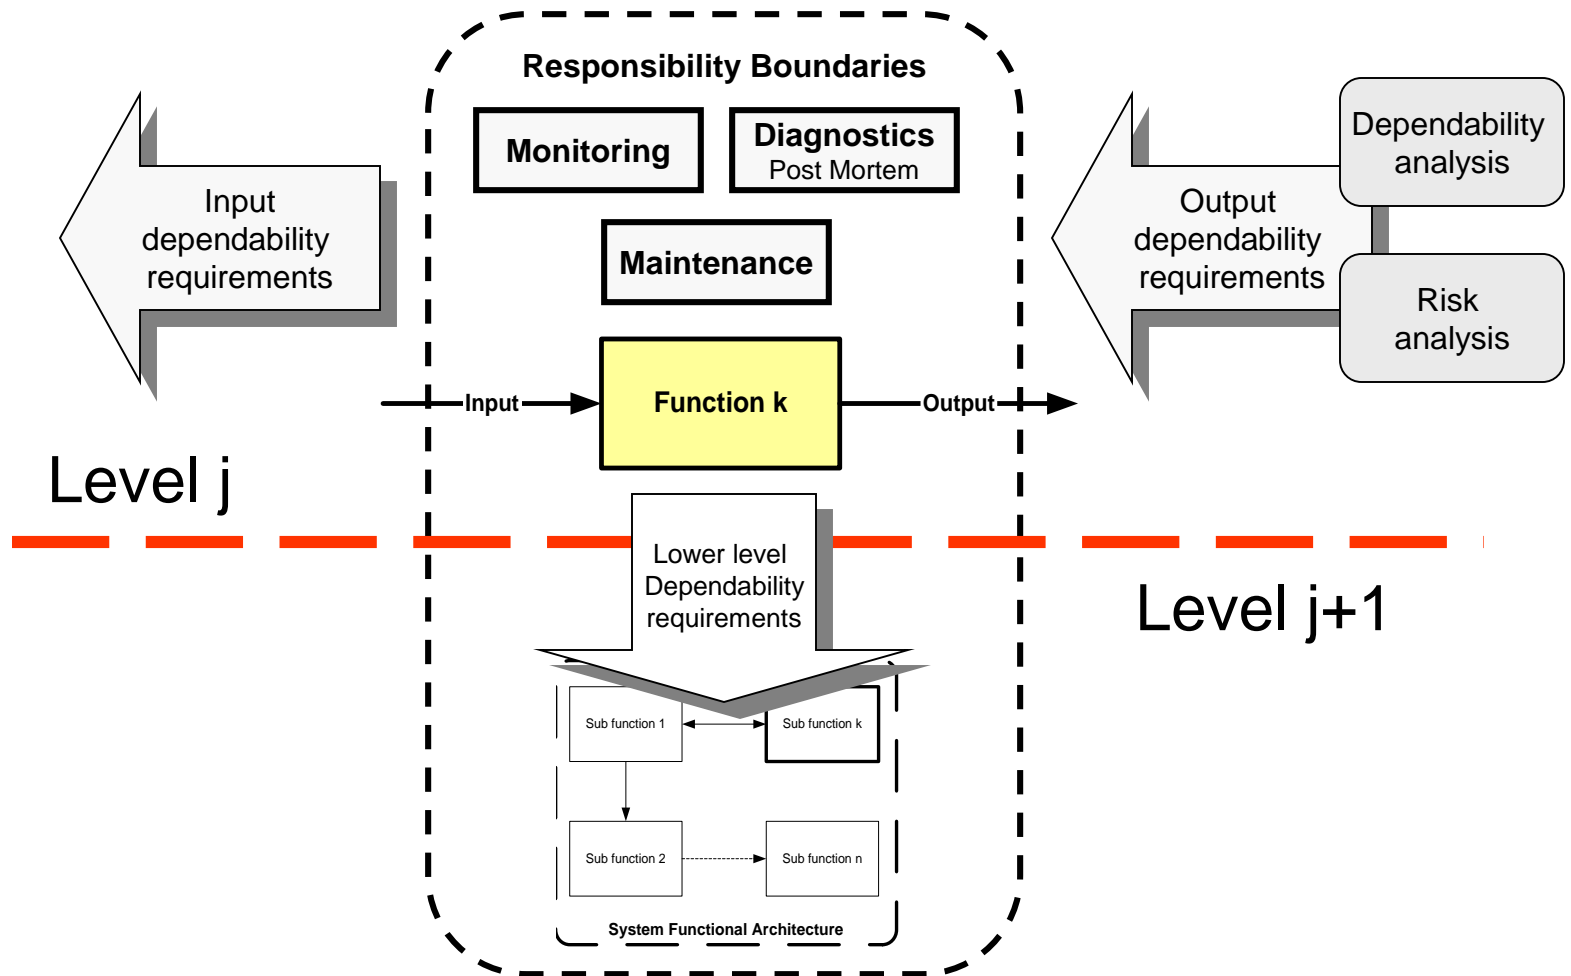 Responsibility Boundaries
Monitoring
Diagnostics
Post Mortem
Maintenance
Input
dependability
requirements
Output
dependability
requirements
Dependability
analysis
Risk
analysis
Input
Function k
Output
Level j
Lower level
Dependability
requirements
Level j+1
Sub function 1
Sub function k
Sub function 2
Sub function n
System Functional Architecture